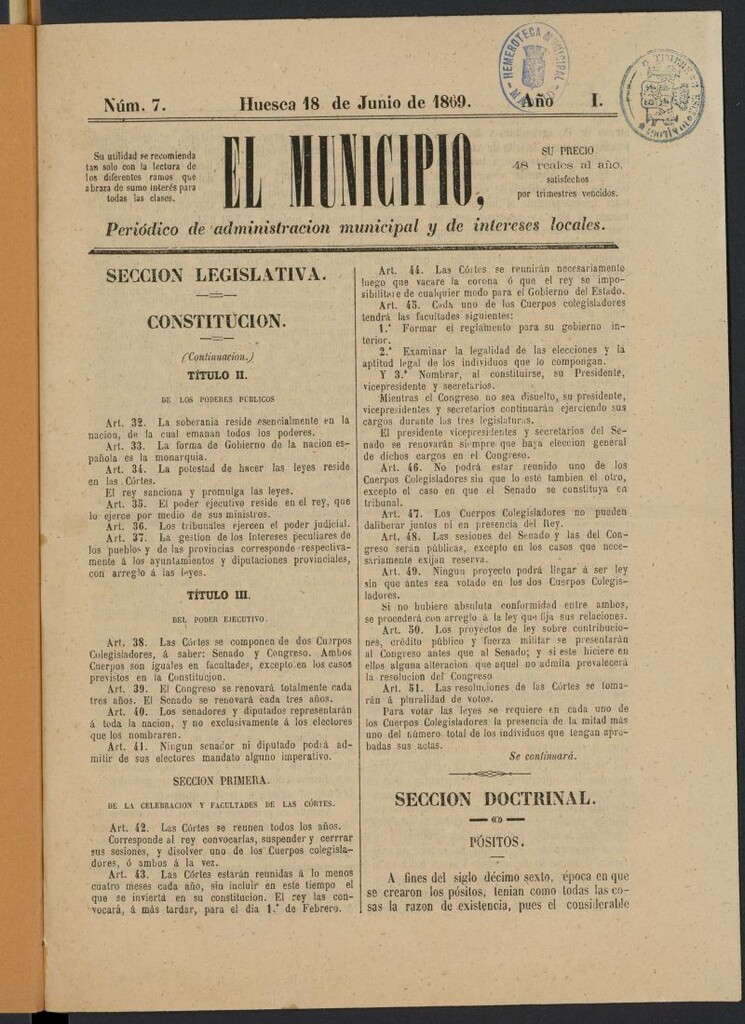 HEMEROTECA MUNICIPAL
Núm. 7. Huesca 18 de Junio de 1869. Año I.
Su utilidad se recomienda
tan solo con la lectura de
los diferentes ramos que
abraza de sumo interés para
todas las clases.
EL MUNICIPIO,
SU PRECIO
48 reales al año,
satisfechos
por trimestres vencidos.
Periódico de administracion municipal y de intereses locales.
SECCION LEGISLATIVA.
CONSTITUCION.
(Continuacion.)
TÍTULO II.
DE LOS PODERES PÚBLICOS
Art. 32. La soberania reside esencialmente en la
nacion, de la cual emanan todos los poderes.
Art. 33. La forma de Gobierno de la nacion es-
pañola es la monarquia.
Art. 34. La potestad de hacer las leyes reside
en las Córtes.
El rey sanciona y promulga las leyes.
Art. 35. El poder ejecutivo reside en el rey, que
lo ejerce por medio de sus ministros.
Art. 36. Los tribunales ejercen el poder judicial.
Art. 37. La gestion de los intereses peculiares de
los pueblos y de las provincias corresponde respectiva-
mente á los ayuntamientos y diputaciones provinciales,
con arreglo á las leyes.
TÍTULO III.
DEL PODER EJECUTIVO.
Art. 38. Las Córtes se componen de dos Cuerpos
Colegisladores, á saber: Senado y Congreso. Ambos
Cuerpos son iguales en facultades, excepto en los casos
previstos en la Constitucion.
Art. 39. El Congreso se renovará totalmente cada
tres años. El Senado se renovará cada tres años.
Art. 40. Los senadores y diputados representarán
á toda la nacion, y no exclusivamente á los electores
que los nombraren.
Art. 41. Ningun senador ni diputado podrá ad-
mitir de sus electores mandato alguno imperativo.
SECCION PRIMERA.
DE LA CELEBRACION Y FACULTADES DE LAS CÓRTES.
Art. 42. Las Córtes se reunen todos los años.
Corresponde al rey convocarlas, suspender y cerrrar
sus sesiones, y disolver uno de los Cuerpos colegisla-
dores, ó ambos á la vez.
Art. 43. Las Córtes estarán reunidas á lo menos
cuatro meses cada año, sin incluir en este tiempo el
que se invierta en su constitucion. El rey las con-
vocará, á más tardar, para el dia 1.º de Febrero.
Art. 44. Las Córtes se reunirán necesariamente
luego que vacare la corona ó que el rey se impo-
sibilitare de cualquier modo para el Gobierno del Estado.
Art. 45. Cada uno de los Cuerpos colegisladores
tendrá las facultades siguientes:
1.ª Formar el reglamento para su gobierno in-
terior.
2.ª Examinar la legalidad de las elecciones y la
aptitud legal de los individuos que lo compongan.
Y 3.ª Nombrar, al constituirse, su Presidente,
vicepresidente y secretarios.
Mientras el Congreso no sea disuelto, su presidente,
vicepresidentes y secretarios continuarán ejerciendo sus
cargos durante las tres legislaturas.
El presidente vicepresidentes y secretarios del Se-
nado se renovarán siempre que haya eleccion general
de dichos cargos en el Congreso.
Art. 46. No podrá estar reunido uno de los
Cuerpos Colegisladores sin que lo esté tambien el otro,
excepto el caso en que el Senado se constituya en
tribunal.
Art. 47. Los Cuerpos Colegisladores no pueden
daliberar juntos ni en presencia del Rey.
Art. 48. Las sesiones del Senado y las del Con-
greso serán públicas, excepto en los casos que nece-
sariamente exijan reserva.
Art. 49. Ningun proyecto podrá llegar á ser ley
sin que ántes sea votado en los dos Cuerpos Colegis-
ladores.
Si no hubiere absoluta conformidad entre ambos,
se procederá con arreglo á la ley que fija sus relaciones.
Art. 50. Los proyectos de ley sobre contribucio-
nes, crédito público y fuerza militar se presentarán
al Congreso antes que al Senado; y si este hiciere en
ellos alguna alteracion que aquel no admita prevalecerá
la resolucion del Congreso
Art. 51. Las resoluciones de las Córtes se toma-
rán á pluralidad de votos.
Para votar las leyes se requiere en cada uno de
los Cuerpos Colegisladores la presencia de la mitad más
uno del número total de los individuos que tengan apro-
badas sus actas.
Se continuará.
SECCION DOCTRINAL.
PÓSITOS.
A fines del siglo décimo sexto, época en que
se crearon los pósitos, tenian como todas las co-
sas la razon de existencia, pues el considerable